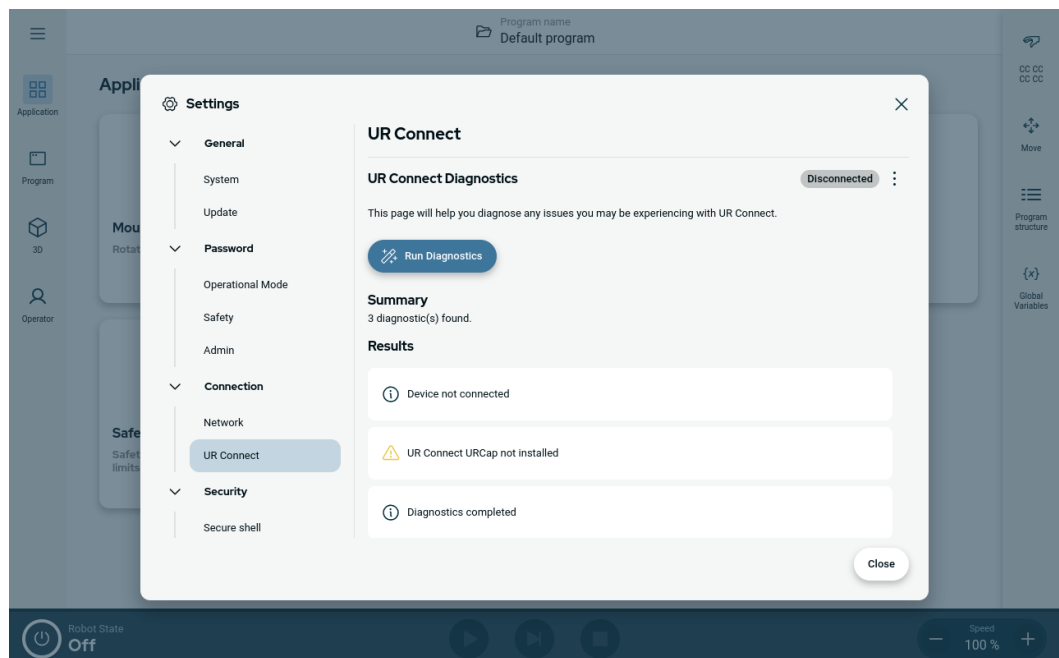 Program name
Default program
Application
Program
3D
Operator
Appli
Mou
Rotat
Safe
Safet
limits
Settings
General
System
Update
Password
Operational Mode
Safety
Admin
Connection
Network
UR Connect
Security
Secure shell
UR Connect
UR Connect Diagnostics
Disconnected
This page will help you diagnose any issues you may be experiencing with UR Connect.
Run Diagnostics
Summary
3 diagnostic(s) found.
Results
Device not connected
UR Connect URCap not installed
Diagnostics completed
Close
CC CC
CC CC
Move
Program
structure
{x}
Global
Variables
Robot State
Off
Speed
100 %